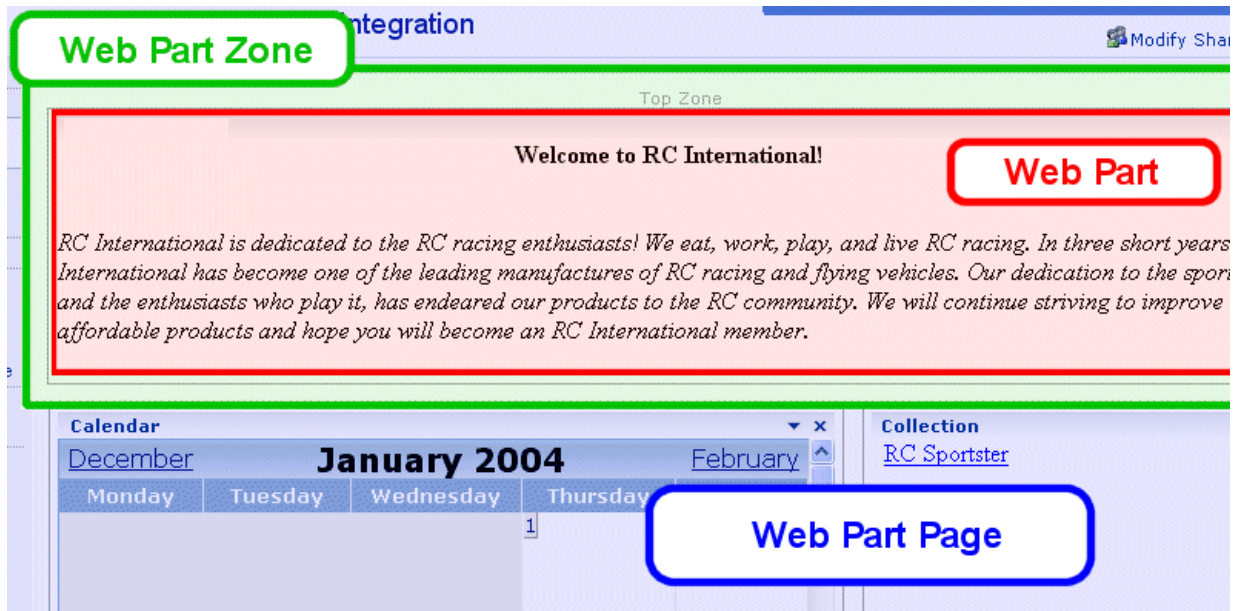 ntegration
Web Part Zone
Modify Shar
Top Zone
Welcome to RC International!
Web Part
RC International is dedicated to the RC racing enthusiasts! We eat, work, play, and live RC racing. In three short years
International has become one of the leading manufactures of RC racing and flying vehicles. Our dedication to the spor
and the enthusiasts who play it, has endeared our products to the RC community. We will continue striving to improve
affordable products and hope you will become an RC International member.
e
Calendar
Collection
December January 2004 February
RC Sportster
Monday Tuesday Wednesday Thursday
1
Web Part Page